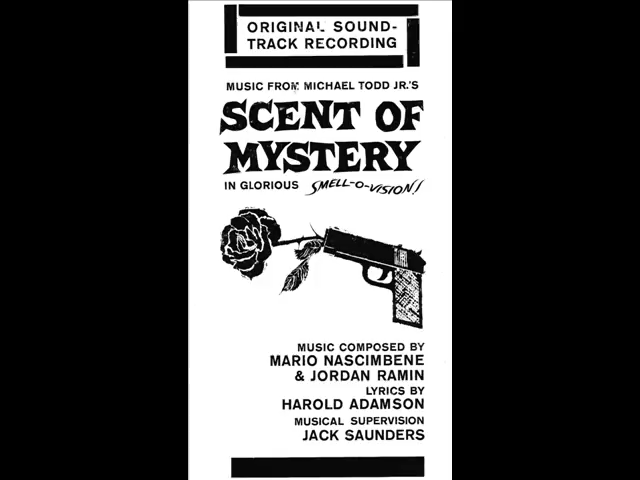 ORIGINAL SOUND-
TRACK RECORDING
MUSIC FROM MICHAEL TODD JR.'S
SCENT OF
MYSTERY
IN GLORIOUS SMELL-O-VISION!
MUSIC COMPOSED BY
MARIO NASCIMBENE
& JORDAN RAMIN
LYRICS BY
HAROLD ADAMSON
MUSICAL SUPERVISION
JACK SAUNDERS